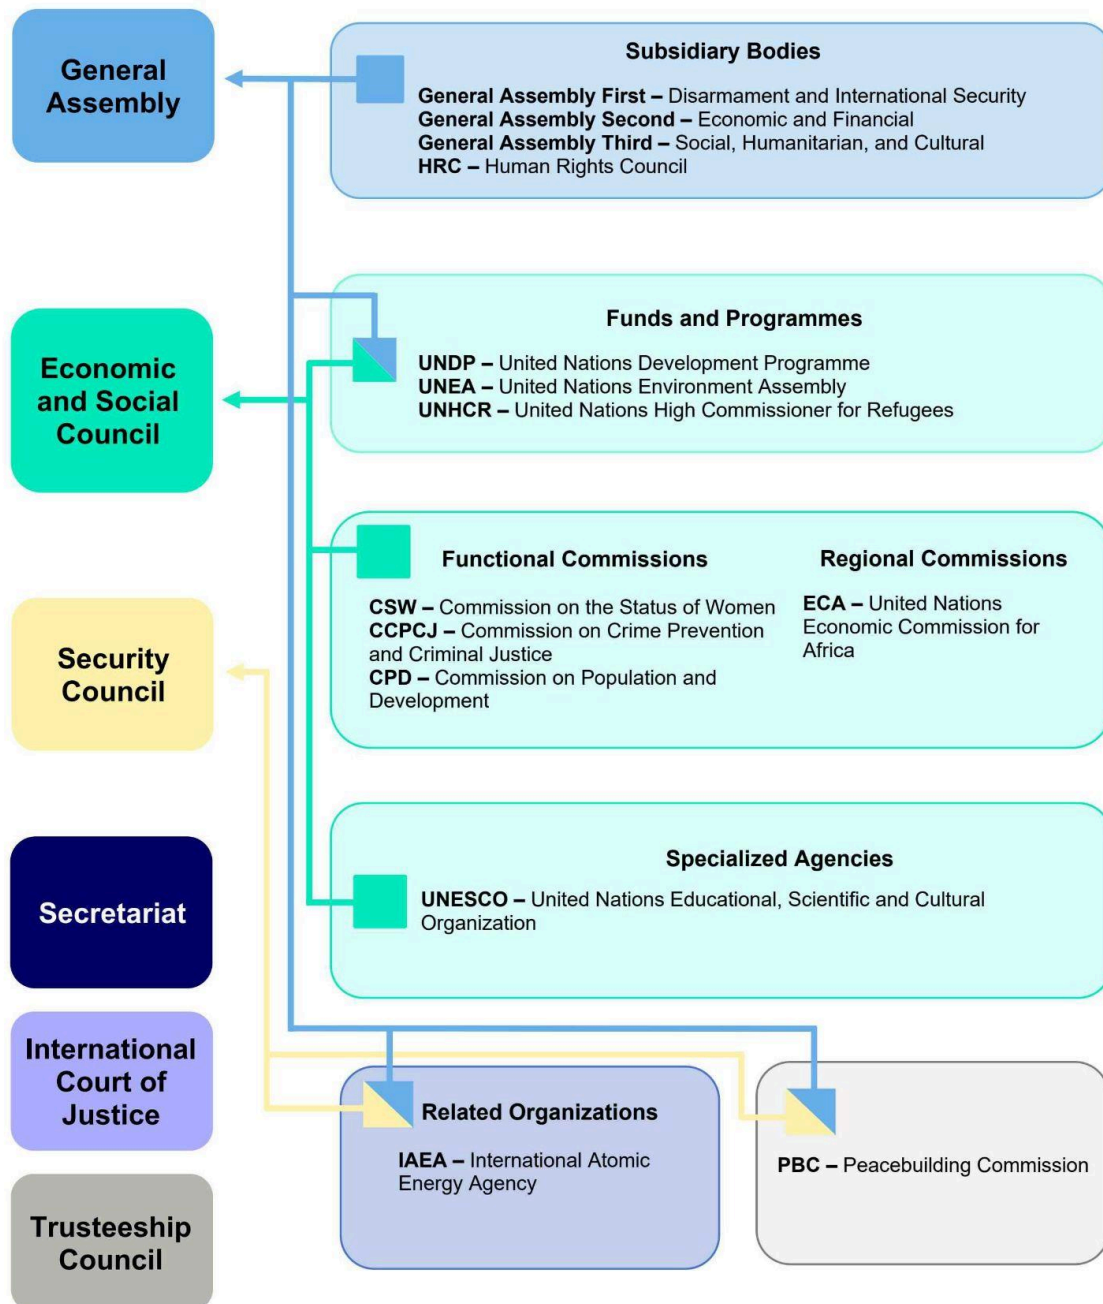 General
Assembly
Subsidiary Bodies
General Assembly First – Disarmament and International Security
General Assembly Second – Economic and Financial
General Assembly Third – Social, Humanitarian, and Cultural
HRC – Human Rights Council
Economic
and Social
Council
Funds and Programmes
UNDP – United Nations Development Programme
UNEA – United Nations Environment Assembly
UNHCR – United Nations High Commissioner for Refugees
Functional Commissions
CSW – Commission on the Status of Women
CCPCJ – Commission on Crime Prevention
and Criminal Justice
CPD – Commission on Population and
Development
Regional Commissions
ECA – United Nations
Economic Commission for
Africa
Security
Council
Specialized Agencies
UNESCO – United Nations Educational, Scientific and Cultural
Organization
Secretariat
International
Court of
Justice
Related Organizations
IAEA – International Atomic
Energy Agency
PBC – Peacebuilding Commission
Trusteeship
Council